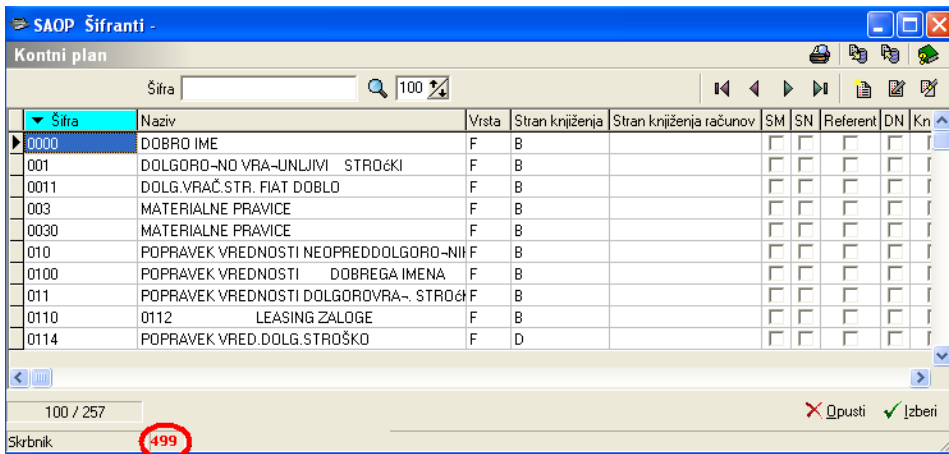 SAOP Šifranti -
Kontni plan
Šifra 100
Šifra Naziv Vrsta Stran knjiženja Stran knjiženja računov SM SN Referent DN Kn
0000 DOBRO IME F B
001 DOLGORO¬NO VRA¬UNLJIVI STROćKI F B
0011 DOLG.VRAČ.STR. FIAT DOBLO F B
003 MATERIALNE PRAVICE F B
0030 MATERIALNE PRAVICE F B
010 POPRAVEK VREDNOSTI NEOPREDDOLGORO¬NIH F B
0100 POPRAVEK VREDNOSTI DOBREGA IMENA F B
011 POPRAVEK VREDNOSTI DOLGOROVRA¬. STROćK F B
0110 0112 LEASING ZALOGE F B
0114 POPRAVEK VRED.DOLG.STROŠKO F D
100 / 257 Opusti Izberi
Skrbnik 499